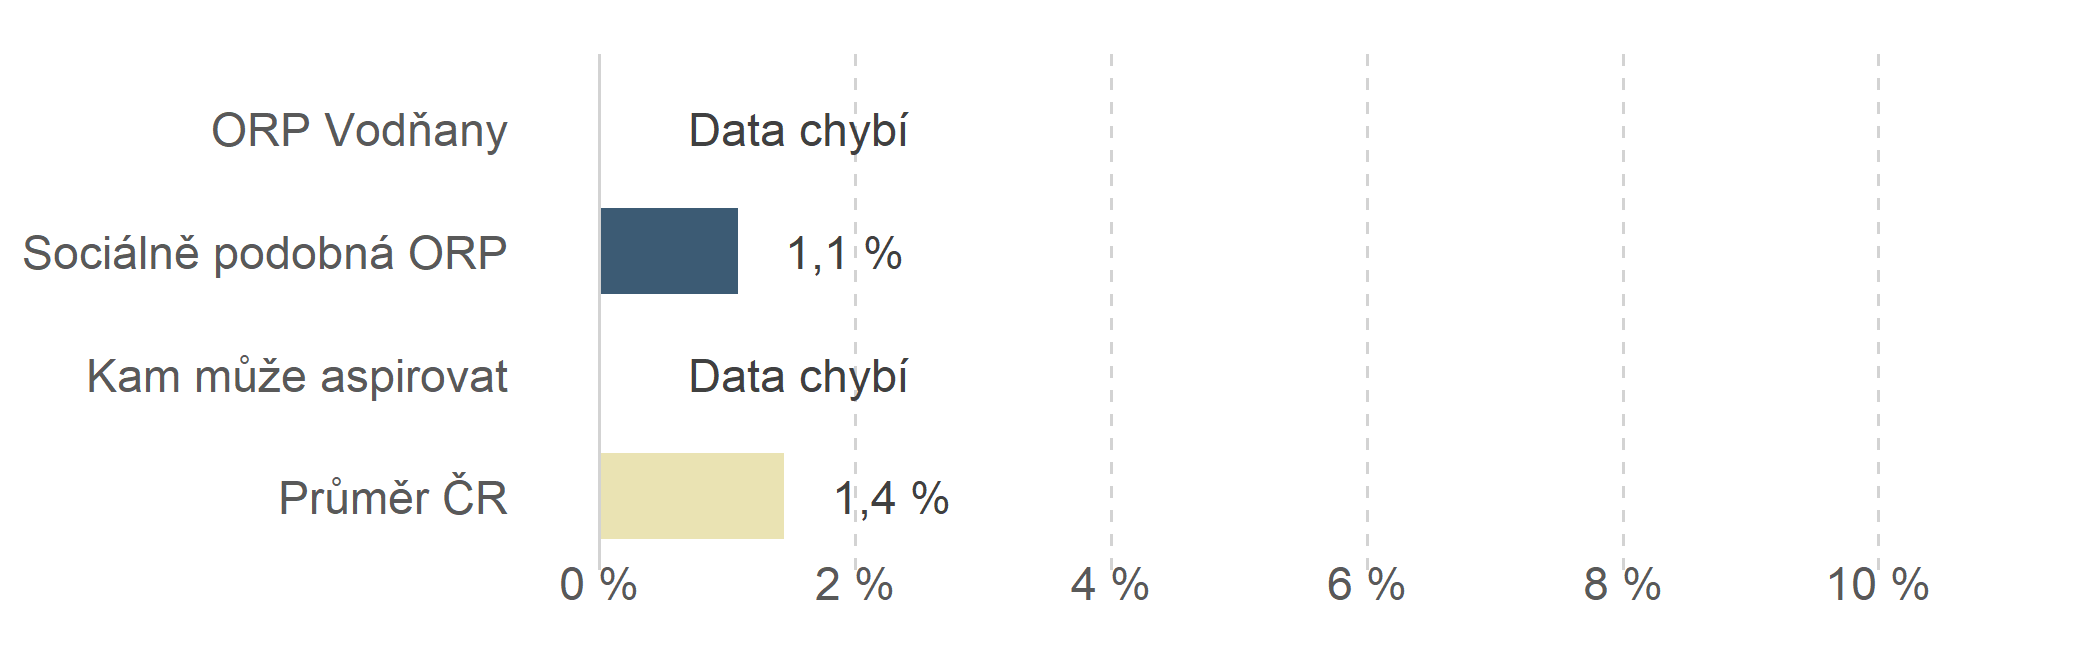 ORP Vodňany Data chybí
Sociálně podobná ORP 1,1 %
Kam může aspirovat Data chybí
Průměr ČR 1,4 %
0 % 2 % 4 % 6 % 8 % 10 %